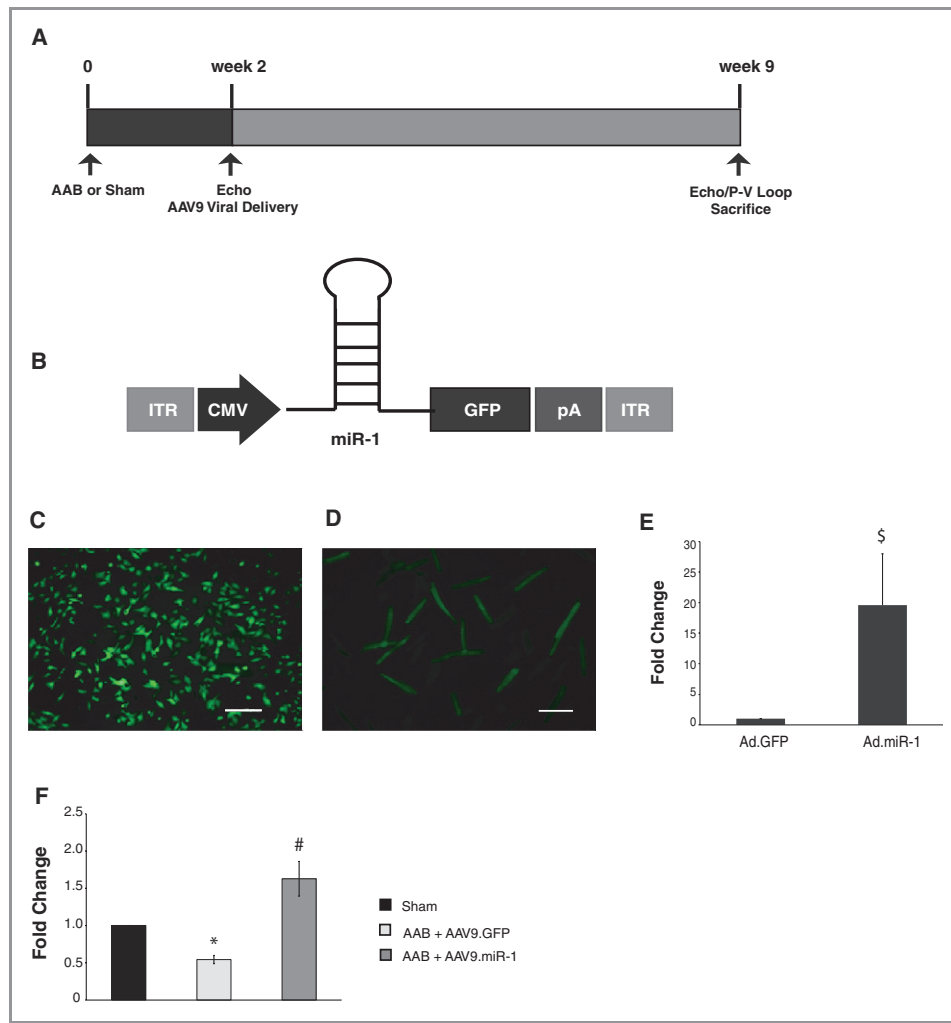 A
0
week 2
week 9
AAB or Sham
Echo
AAV9 Viral Delivery
Echo/P-V Loop
Sacrifice
B
ITR
CMV
miR-1
GFP
pA
ITR
C
D
E
Fold Change
30
25
20
15
10
5
0
$
Ad.GFP
Ad.miR-1
F
Fold Change
2.5
2.0
1.5
1.0
0.5
0
*
#
Sham
AAB + AAV9.GFP
AAB + AAV9.miR-1